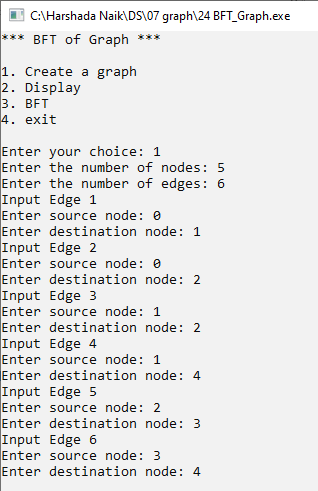 C:\Harshada Naik\DS\07 graph\24 BFT_Graph.exe
*** BFT of Graph ***
1. Create a graph
2. Display
3. BFT
4. exit
Enter your choice: 1
Enter the number of nodes: 5
Enter the number of edges: 6
Input Edge 1
Enter source node: 0
Enter destination node: 1
Input Edge 2
Enter source node: 0
Enter destination node: 2
Input Edge 3
Enter source node: 1
Enter destination node: 2
Input Edge 4
Enter source node: 1
Enter destination node: 4
Input Edge 5
Enter source node: 2
Enter destination node: 3
Input Edge 6
Enter source node: 3
Enter destination node: 4